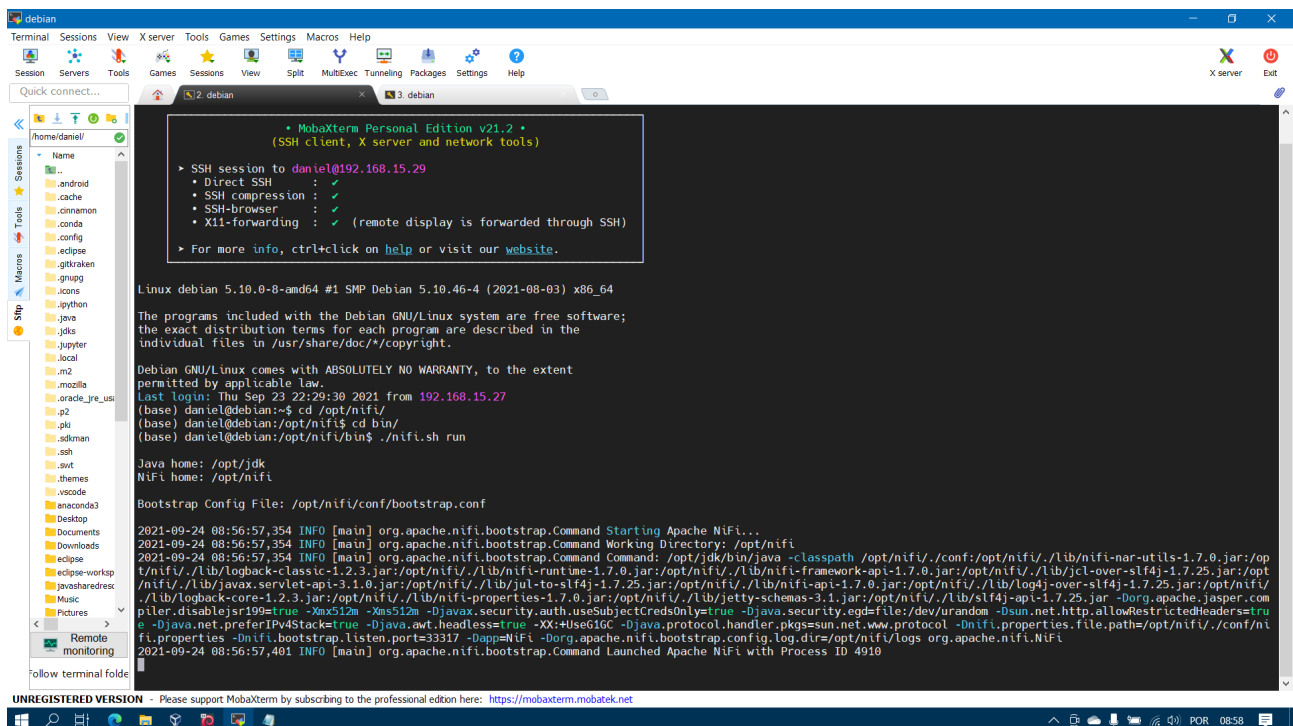 debian
Terminal Sessions View X server Tools Games Settings Macros Help
Session Servers Tools Games Sessions View Split MultiExec Tunneling Packages Settings Help X server Exit
Quick connect...
2. debian
3. debian
/home/daniel/
Name
..
.android
.cache
.cinnamon
.conda
.config
.eclipse
.gitkraken
.gnupg
.icons
.ipython
.java
.jdks
.jupyter
.local
.m2
.mozilla
.oracle_jre_usa
.p2
.pki
.sdkman
.ssh
.swt
.themes
.vscode
anaconda3
Desktop
Documents
Downloads
eclipse
eclipse-worksp
javasharedresc
Music
Pictures
Remote
monitoring
Follow terminal folde
Sessions
Tools
Macros
Sftp
• MobaXterm Personal Edition v21.2 •
(SSH client, X server and network tools)
➤ SSH session to daniel@192.168.15.29
• Direct SSH : ✔
• SSH compression : ✔
• SSH-browser : ✔
• X11-forwarding : ✔ (remote display is forwarded through SSH)
➤ For more info, ctrl+click on help or visit our website.
Linux debian 5.10.0-8-amd64 #1 SMP Debian 5.10.46-4 (2021-08-03) x86_64
The programs included with the Debian GNU/Linux system are free software;
the exact distribution terms for each program are described in the
individual files in /usr/share/doc/*/copyright.
Debian GNU/Linux comes with ABSOLUTELY NO WARRANTY, to the extent
permitted by applicable law.
Last login: Thu Sep 23 22:29:30 2021 from 192.168.15.27
(base) daniel@debian:~$ cd /opt/nifi/
(base) daniel@debian:/opt/nifi$ cd bin/
(base) daniel@debian:/opt/nifi/bin$ ./nifi.sh run
Java home: /opt/jdk
NiFi home: /opt/nifi
Bootstrap Config File: /opt/nifi/conf/bootstrap.conf
2021-09-24 08:56:57,354 INFO [main] org.apache.nifi.bootstrap.Command Starting Apache NiFi...
2021-09-24 08:56:57,354 INFO [main] org.apache.nifi.bootstrap.Command Working Directory: /opt/nifi
2021-09-24 08:56:57,354 INFO [main] org.apache.nifi.bootstrap.Command Command: /opt/jdk/bin/java -classpath /opt/nifi/./conf:/opt/nifi/./lib/nifi-nar-utils-1.7.0.jar:/op
t/nifi/./lib/logback-classic-1.2.3.jar:/opt/nifi/./lib/nifi-runtime-1.7.0.jar:/opt/nifi/./lib/nifi-framework-api-1.7.0.jar:/opt/nifi/./lib/jcl-over-slf4j-1.7.25.jar:/opt
/nifi/./lib/javax.servlet-api-3.1.0.jar:/opt/nifi/./lib/jul-to-slf4j-1.7.25.jar:/opt/nifi/./lib/nifi-api-1.7.0.jar:/opt/nifi/./lib/log4j-over-slf4j-1.7.25.jar:/opt/nifi/
./lib/logback-core-1.2.3.jar:/opt/nifi/./lib/nifi-properties-1.7.0.jar:/opt/nifi/./lib/jetty-schemas-3.1.jar:/opt/nifi/./lib/slf4j-api-1.7.25.jar -Dorg.apache.jasper.com
piler.disablejsr199=true -Xmx512m -Xms512m -Djavax.security.auth.useSubjectCredsOnly=true -Djava.security.egd=file:/dev/urandom -Dsun.net.http.allowRestrictedHeaders=tru
e -Djava.net.preferIPv4Stack=true -Djava.awt.headless=true -XX:+UseG1GC -Djava.protocol.handler.pkgs=sun.net.www.protocol -Dnifi.properties.file.path=/opt/nifi/./conf/ni
fi.properties -Dnifi.bootstrap.listen.port=33317 -Dapp=NiFi -Dorg.apache.nifi.bootstrap.config.log.dir=/opt/nifi/logs org.apache.nifi.NiFi
2021-09-24 08:56:57,401 INFO [main] org.apache.nifi.bootstrap.Command Launched Apache NiFi with Process ID 4910
UNREGISTERED VERSION - Please support MobaXterm by subscribing to the professional edition here: https://mobaxterm.mobatek.net
POR 08:58